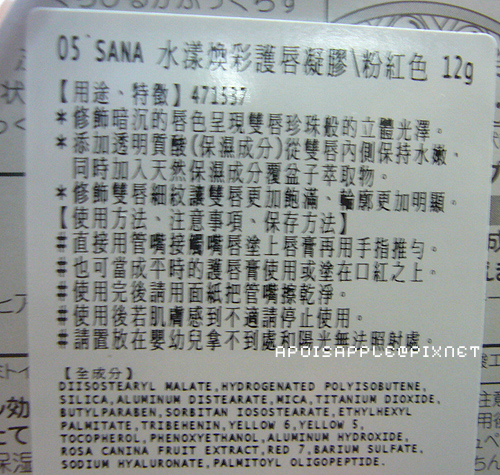 05 SANA 水漾煥彩護唇凝膠\粉紅色 12g
【用途、特徵】471537
*修飾暗沉的唇色呈現雙唇珍珠般的立體光澤。
*添加透明質酸(保濕成分)從雙唇內側保持水嫩、
同時加入天然保濕成分覆盆子萃取物。
*修飾雙唇細紋讓雙唇更加飽滿、輪廓更加明顯。
【使用方法、注意事項、保存方法】
#直接用管嘴接觸嘴唇塗上唇膏再用手指推勻。
#也可當成平時的護唇膏使用或塗在口紅之上。
#使用完後請用面紙把管嘴擦乾淨。
#使用後若肌膚感到不適請停止使用。
#請置放在嬰幼兒拿不到處和陽光無法照射處。
APOISAPPLE@PIXNET
【全成分】
DIISOSTEARYL MALATE,HYDROGENATED POLYISOBUTENE,
SILICA,ALUMINUM DISTEARATE,MICA,TITANIUM DIOXIDE,
BUTYLPARABEN,SORBITAN IOSOSTEARATE,ETHYLHEXYL
PALMITATE,TRIBEHENIN,YELLOW 6,YELLOW 5,
TOCOPHEROL,PHENOXYETHANOL,ALUMINUM HYDROXIDE,
ROSA CANINA FRUIT EXTRACT,RED 7,BARIUM SULFATE,
SODIUM HYALURONATE,PALMITOYL OLIGOPEPTIDE.